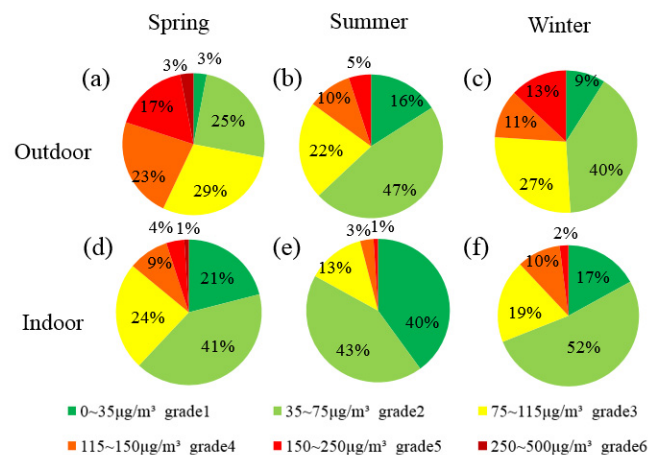 Spring Summer Winter
3% 3% 5%
(a) (b) (c)
17% 25% 10% 16% 13% 9%
Outdoor 11%
23% 29% 22% 47% 27% 40%
4% 1% 3% 1% 2%
(d) (e) (f)
9% 21% 13% 10% 17%
Indoor 24% 41% 43% 40% 19% 52%
0~35μg/m³ grade1 35~75μg/m³ grade2 75~115μg/m³ grade3
115~150μg/m³ grade4 150~250μg/m³ grade5 250~500μg/m³ grade6